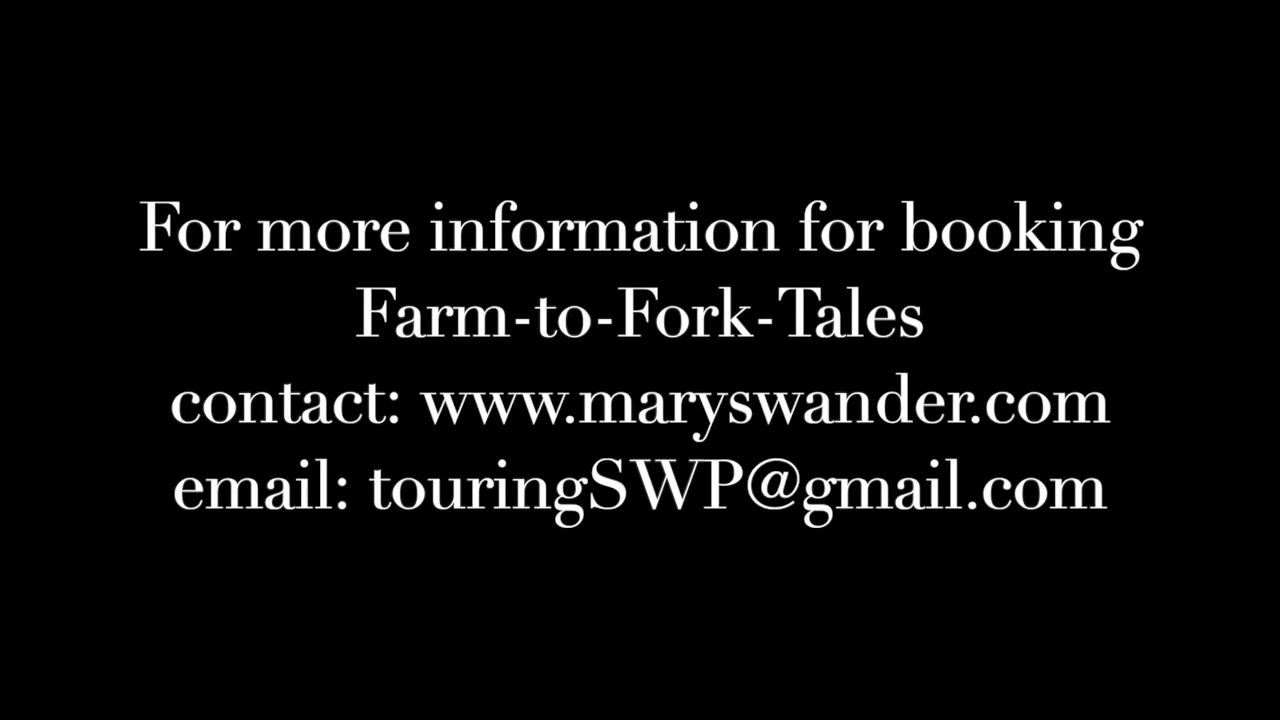 For more information for booking
Farm-to-Fork-Tales
contact: www.maryswander.com
email: touringSWP@gmail.com